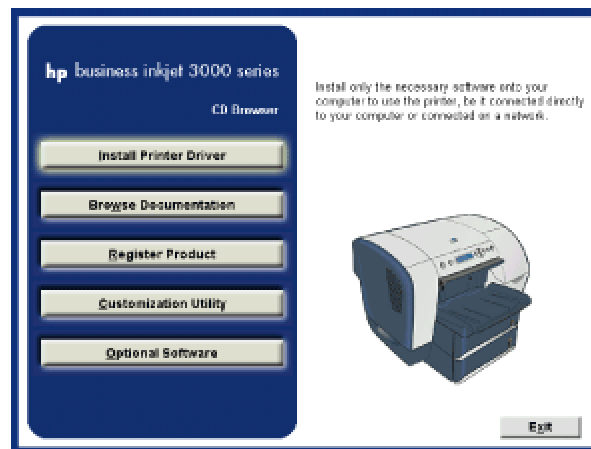 hp business inkjet 3000 series
CD Browser
Install Printer Driver
Browse Documentation
Register Product
Customization Utility
Optional Software
Install only the necessary software onto your
computer to use the printer, be it connected directly
to your computer or connected on a network.
Exit